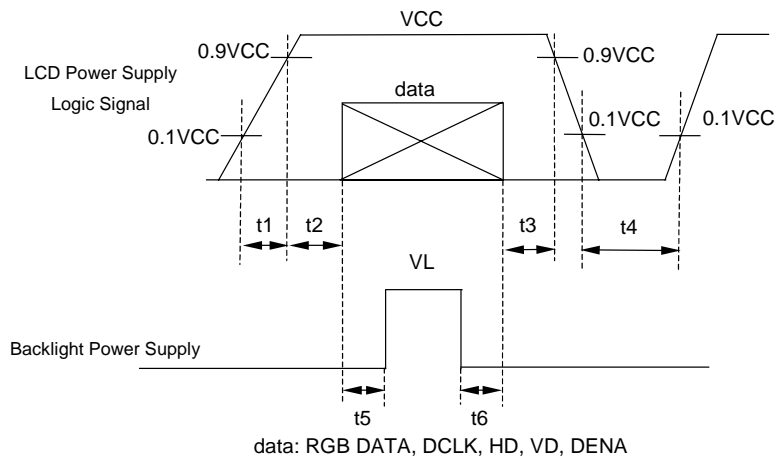 VCC
0.9VCC
0.9VCC
LCD Power Supply
Logic Signal
data
0.1VCC
0.1VCC
0.1VCC
t1
t2
t3
t4
VL
Backlight Power Supply
t5
t6
data: RGB DATA, DCLK, HD, VD, DENA